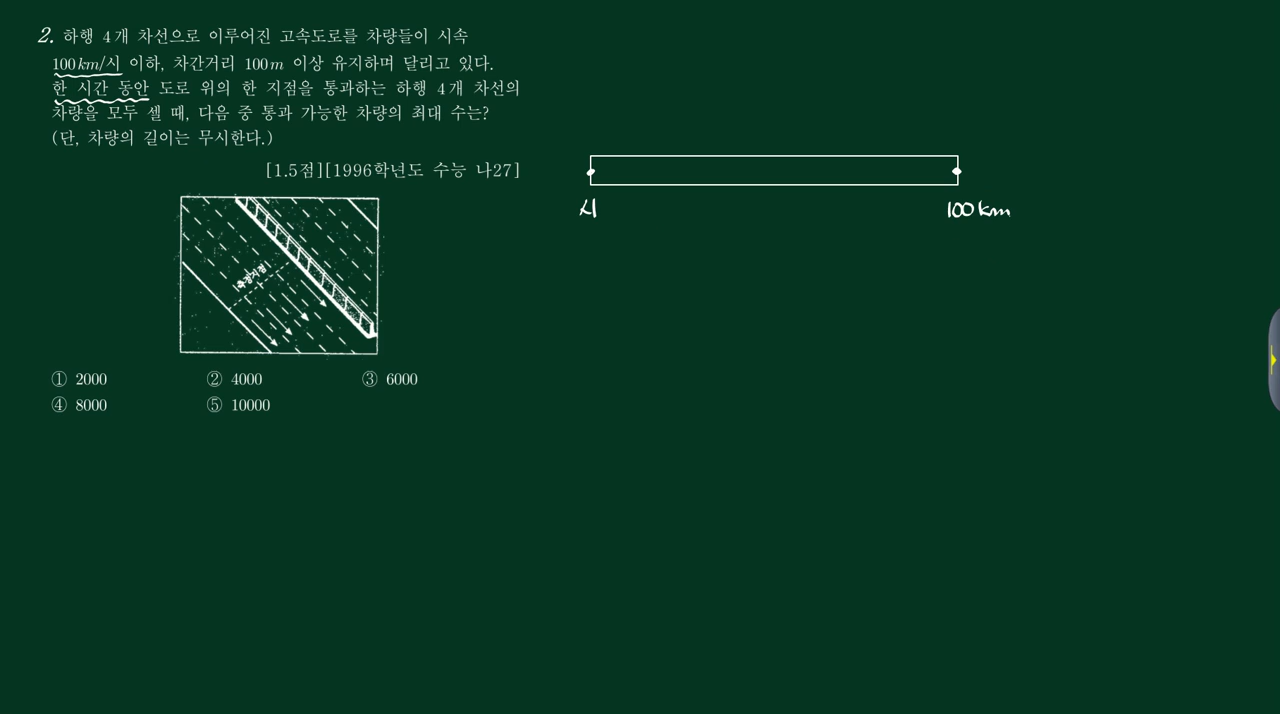 2. 하행 4개 차선으로 이루어진 고속도로를 차량들이 시속
100km/시 이하, 차간거리 100m 이상 유지하며 달리고 있다.
한 시간 동안 도로 위의 한 지점을 통과하는 하행 4개 차선의
차량을 모두 셀 때, 다음 중 통과 가능한 차량의 최대 수는?
(단, 차량의 길이는 무시한다.)
[1.5점][1996학년도 수능 나27]
측정지점
① 2000 ② 4000 ③ 6000
④ 8000 ⑤ 10000
시 100km